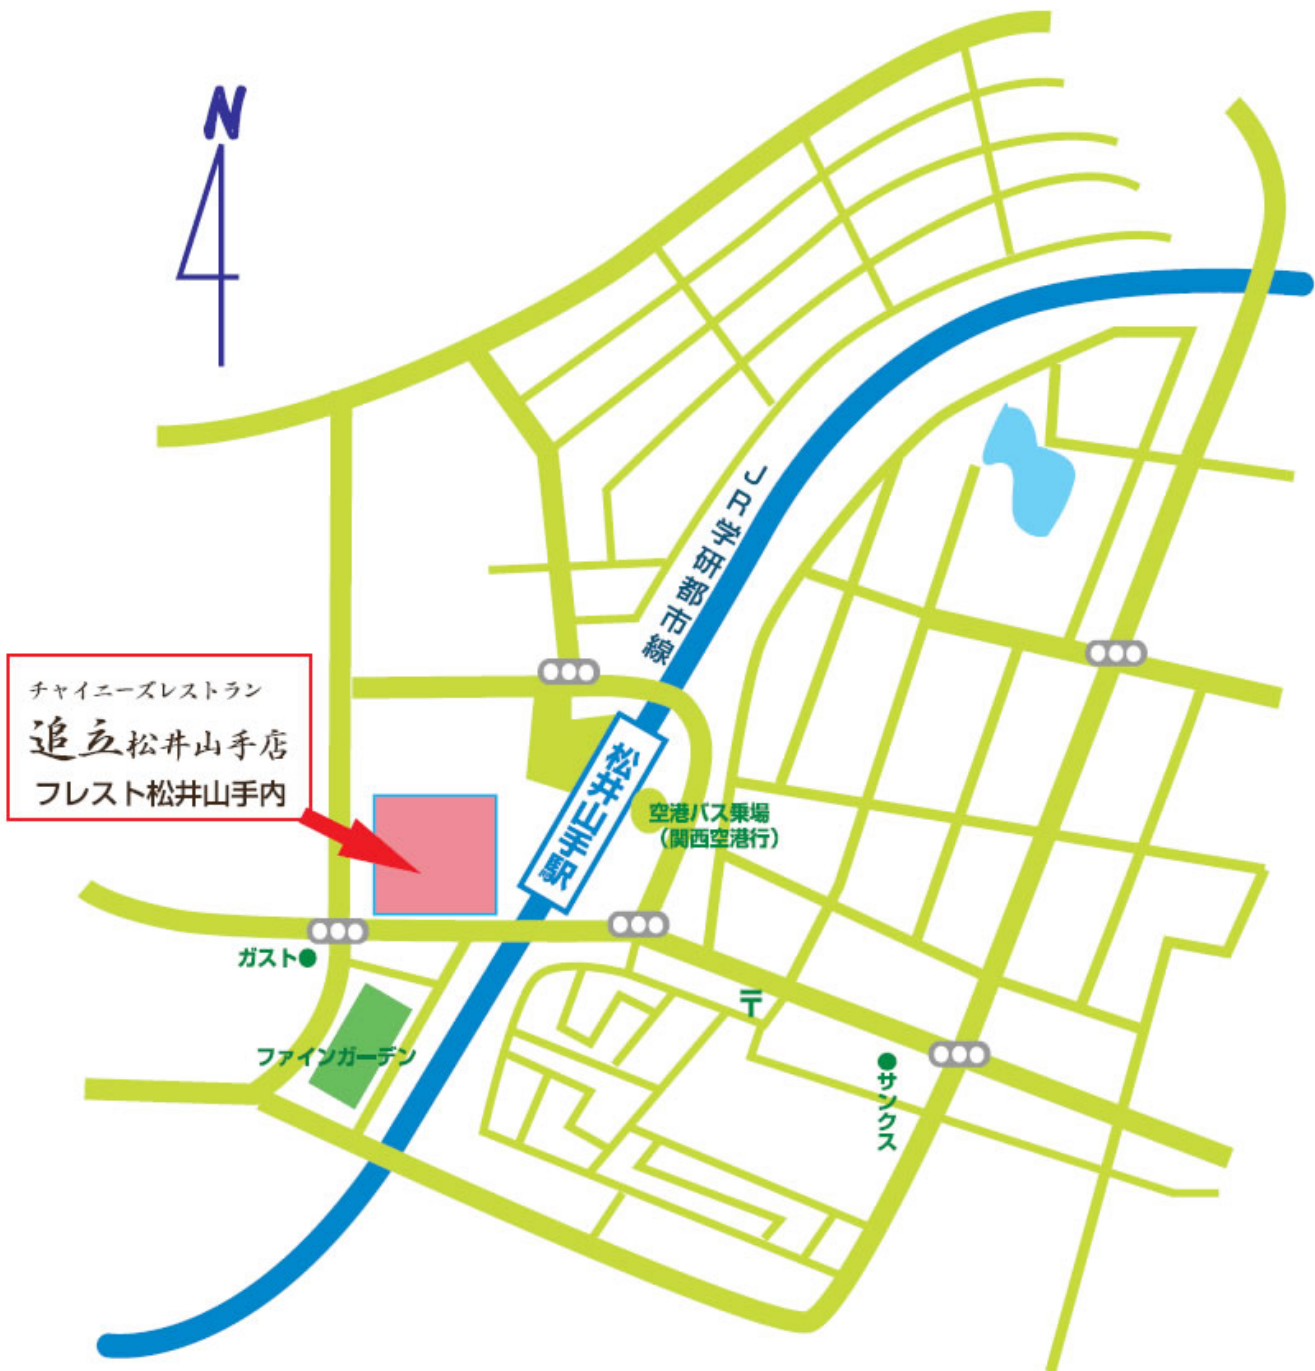 N
JR学研都市線
チャイニーズレストラン
追立松井山手店
フレスト松井山手内
松井山手駅
空港バス乗場
(関西空港行)
ガスト
〒
ファインガーデン
サンクス